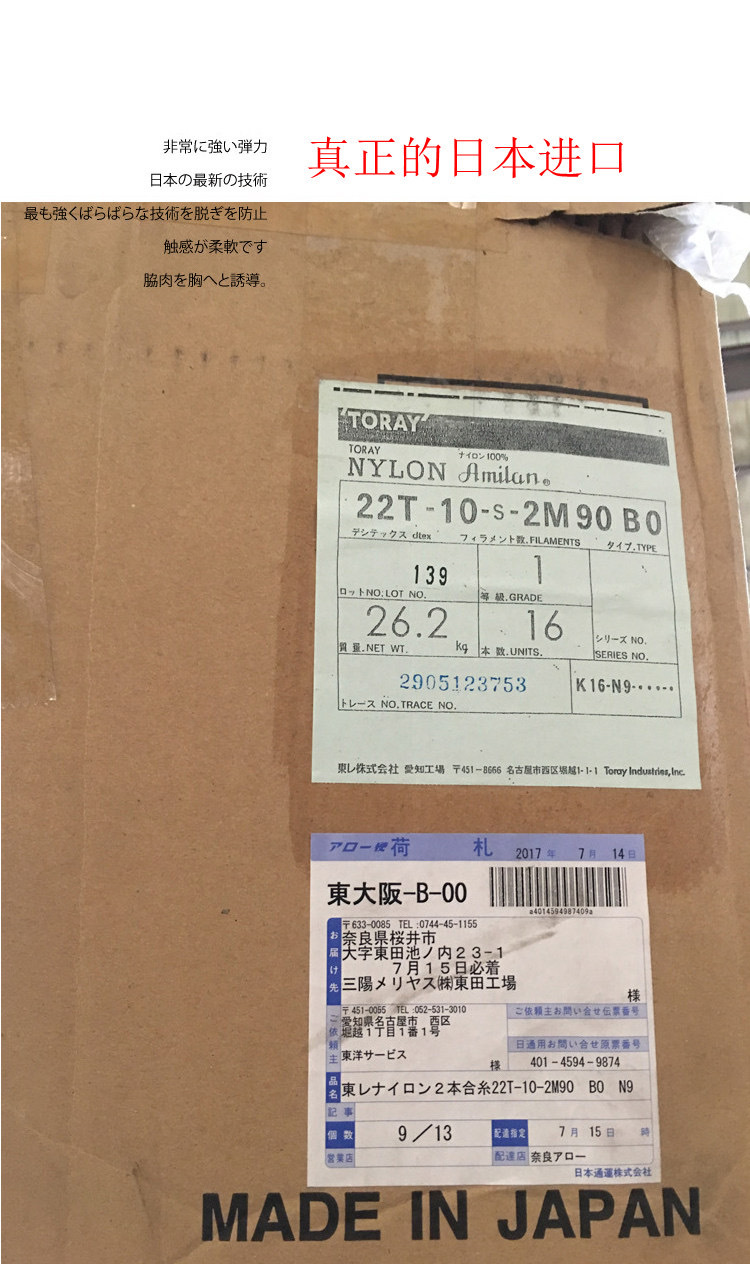 真正的日本进口
非常に強い弾力
日本の最新の技術
最も強くばらばらな技術を脱ぎを防止
触感が柔軟です
脇肉を胸へと誘導。
'TORAY'
TORAY
ナイロン100%
NYLON Amilan®
22T-10-S-2M90 B0
デシテックス dtex フィラメント数.FILAMENTS タイプ.TYPE
139
ロットNO.LOT NO.
1
等 級.GRADE
26.2 kg
質 量.NET WT.
16
本 数.UNITS.
シリーズ NO.
SERIES NO.
2905123753
トレース NO.TRACE NO.
K16-N9-
東レ株式会社 愛知工場 〒451-8666 名古屋市西区堀越1-1-1 Toray Industries, Inc.
アロー便 荷 札 2017 年 7 月 14 日
東大阪-B-00
a4014594987409a
お届け先
〒633-0085 TEL:0744-45-1155
奈良県桜井市
大字東田池ノ内23-1
7月15日必着
三陽メリヤス㈱東田工場
様
ご依頼主
〒451-0055 TEL:052-531-3010
愛知県名古屋市 西区
堀越1丁目1番1号
東洋サービス
様
ご依頼主お問い合せ伝票番号
日通用お問い合せ原票番号
401-4594-9874
品名 東レナイロン2本合糸22T-10-2M90 B0 N9
記事
個数 9/13 配達指定 7 月 15 日 時
営業店 配達店 奈良アロー
日本通運株式会社
MADE IN JAPAN